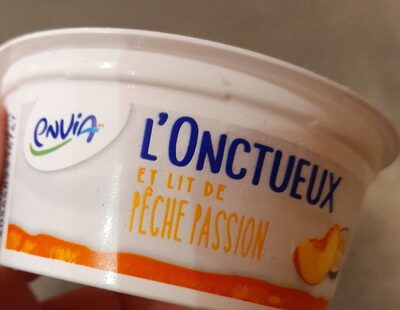 envia
L'ONCTUEUX
ET LIT DE
PÊCHE PASSION